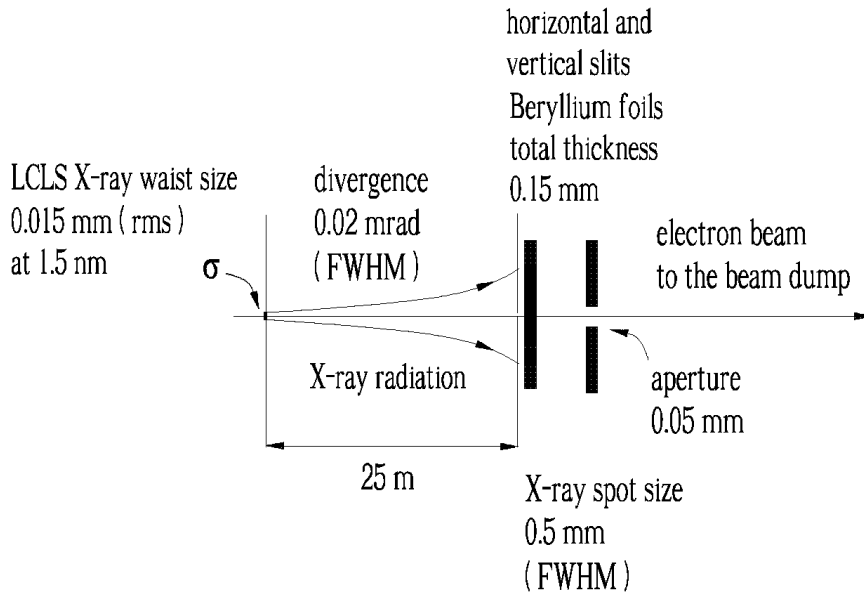 horizontal and
vertical slits
Beryllium foils
total thickness
0.15 mm
LCLS X-ray waist size
0.015 mm ( rms )
at 1.5 nm
σ
divergence
0.02 mrad
( FWHM )
electron beam
to the beam dump
X-ray radiation
aperture
0.05 mm
25 m
X-ray spot size
0.5 mm
( FWHM )